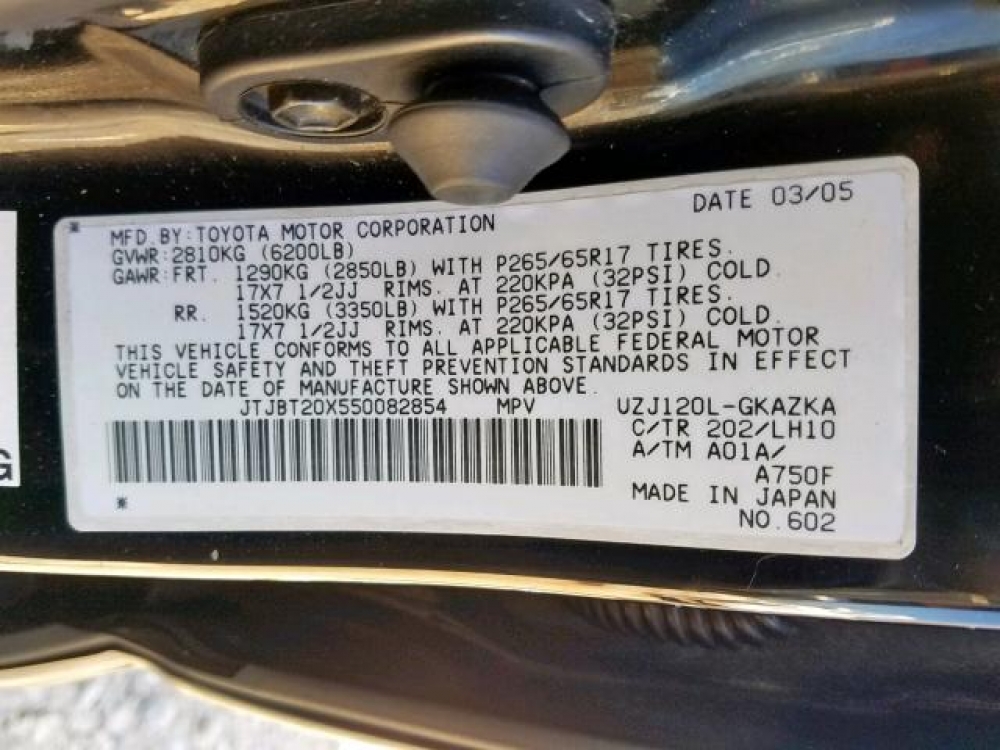 DATE 03/05
MFD.BY:TOYOTA MOTOR CORPORATION
GVWR:2810KG (6200LB)
GAWR:FRT. 1290KG (2850LB) WITH P265/65R17 TIRES.
17X7 1/2JJ RIMS. AT 220KPA (32PSI) COLD.
RR. 1520KG (3350LB) WITH P265/65R17 TIRES.
17X7 1/2JJ RIMS. AT 220KPA (32PSI) COLD.
THIS VEHICLE CONFORMS TO ALL APPLICABLE FEDERAL MOTOR
VEHICLE SAFETY AND THEFT PREVENTION STANDARDS IN EFFECT
ON THE DATE OF MANUFACTURE SHOWN ABOVE.
JTJBT20X550082854 MPV UZJ120L-GKAZKA
C/TR 202/LH10
A/TM A01A/
A750F
MADE IN JAPAN
NO.602
G